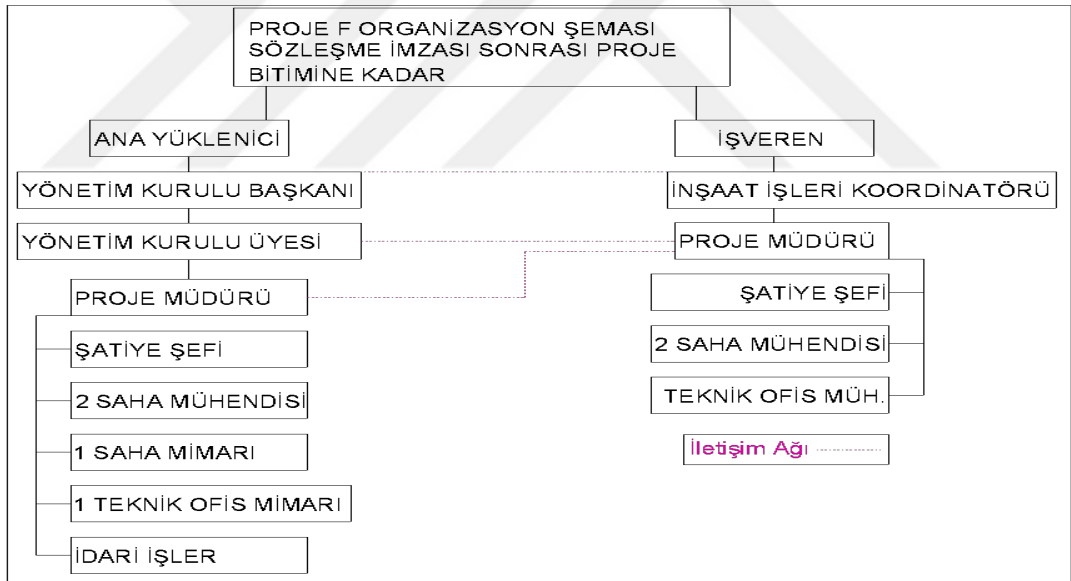 PROJE F ORGANİZASYON ŞEMASI
SÖZLEŞME İMZASI SONRASI PROJE
BİTİMİNE KADAR
ANA YÜKLENİCİ
YÖNETİM KURULU BAŞKANI
YÖNETİM KURULU ÜYESİ
PROJE MÜDÜRÜ
ŞATİYE ŞEFİ
2 SAHA MÜHENDİSİ
1 SAHA MİMARI
1 TEKNİK OFİS MİMARI
İDARİ İŞLER
İŞVEREN
İNŞAAT İŞLERİ KOORDİNATÖRÜ
PROJE MÜDÜRÜ
ŞATİYE ŞEFİ
2 SAHA MÜHENDİSİ
TEKNİK OFİS MÜH.
İletişim Ağı